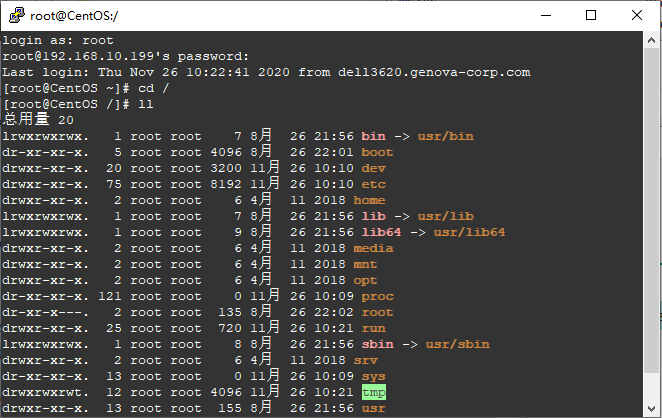 root@CentOS:/
login as: root
root@192.168.10.199's password:
Last login: Thu Nov 26 10:22:41 2020 from dell3620.genova-corp.com
[root@CentOS ~]# cd /
[root@CentOS /]# ll
总用量 20
lrwxrwxrwx.   1 root root    7 8月  26 21:56 bin -> usr/bin
dr-xr-xr-x.   5 root root 4096 8月  26 22:01 boot
drwxr-xr-x.  20 root root 3200 11月 26 10:10 dev
drwxr-xr-x.  75 root root 8192 11月 26 10:10 etc
drwxr-xr-x.   2 root root    6 4月  11 2018 home
lrwxrwxrwx.   1 root root    7 8月  26 21:56 lib -> usr/lib
lrwxrwxrwx.   1 root root    9 8月  26 21:56 lib64 -> usr/lib64
drwxr-xr-x.   2 root root    6 4月  11 2018 media
drwxr-xr-x.   2 root root    6 4月  11 2018 mnt
drwxr-xr-x.   2 root root    6 4月  11 2018 opt
dr-xr-xr-x. 121 root root    0 11月 26 10:09 proc
dr-xr-x---.   2 root root  135 8月  26 22:02 root
drwxr-xr-x.  25 root root  720 11月 26 10:21 run
lrwxrwxrwx.   1 root root    8 8月  26 21:56 sbin -> usr/sbin
drwxr-xr-x.   2 root root    6 4月  11 2018 srv
dr-xr-xr-x.  13 root root    0 11月 26 10:09 sys
drwxrwxrwt.  12 root root 4096 11月 26 10:21 tmp
drwxr-xr-x.  13 root root  155 8月  26 21:56 usr